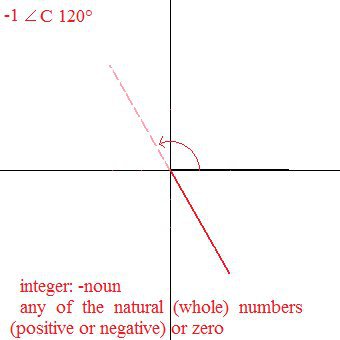 -1 ∠C 120°
integer: -noun
any of the natural (whole) numbers
(positive or negative) or zero